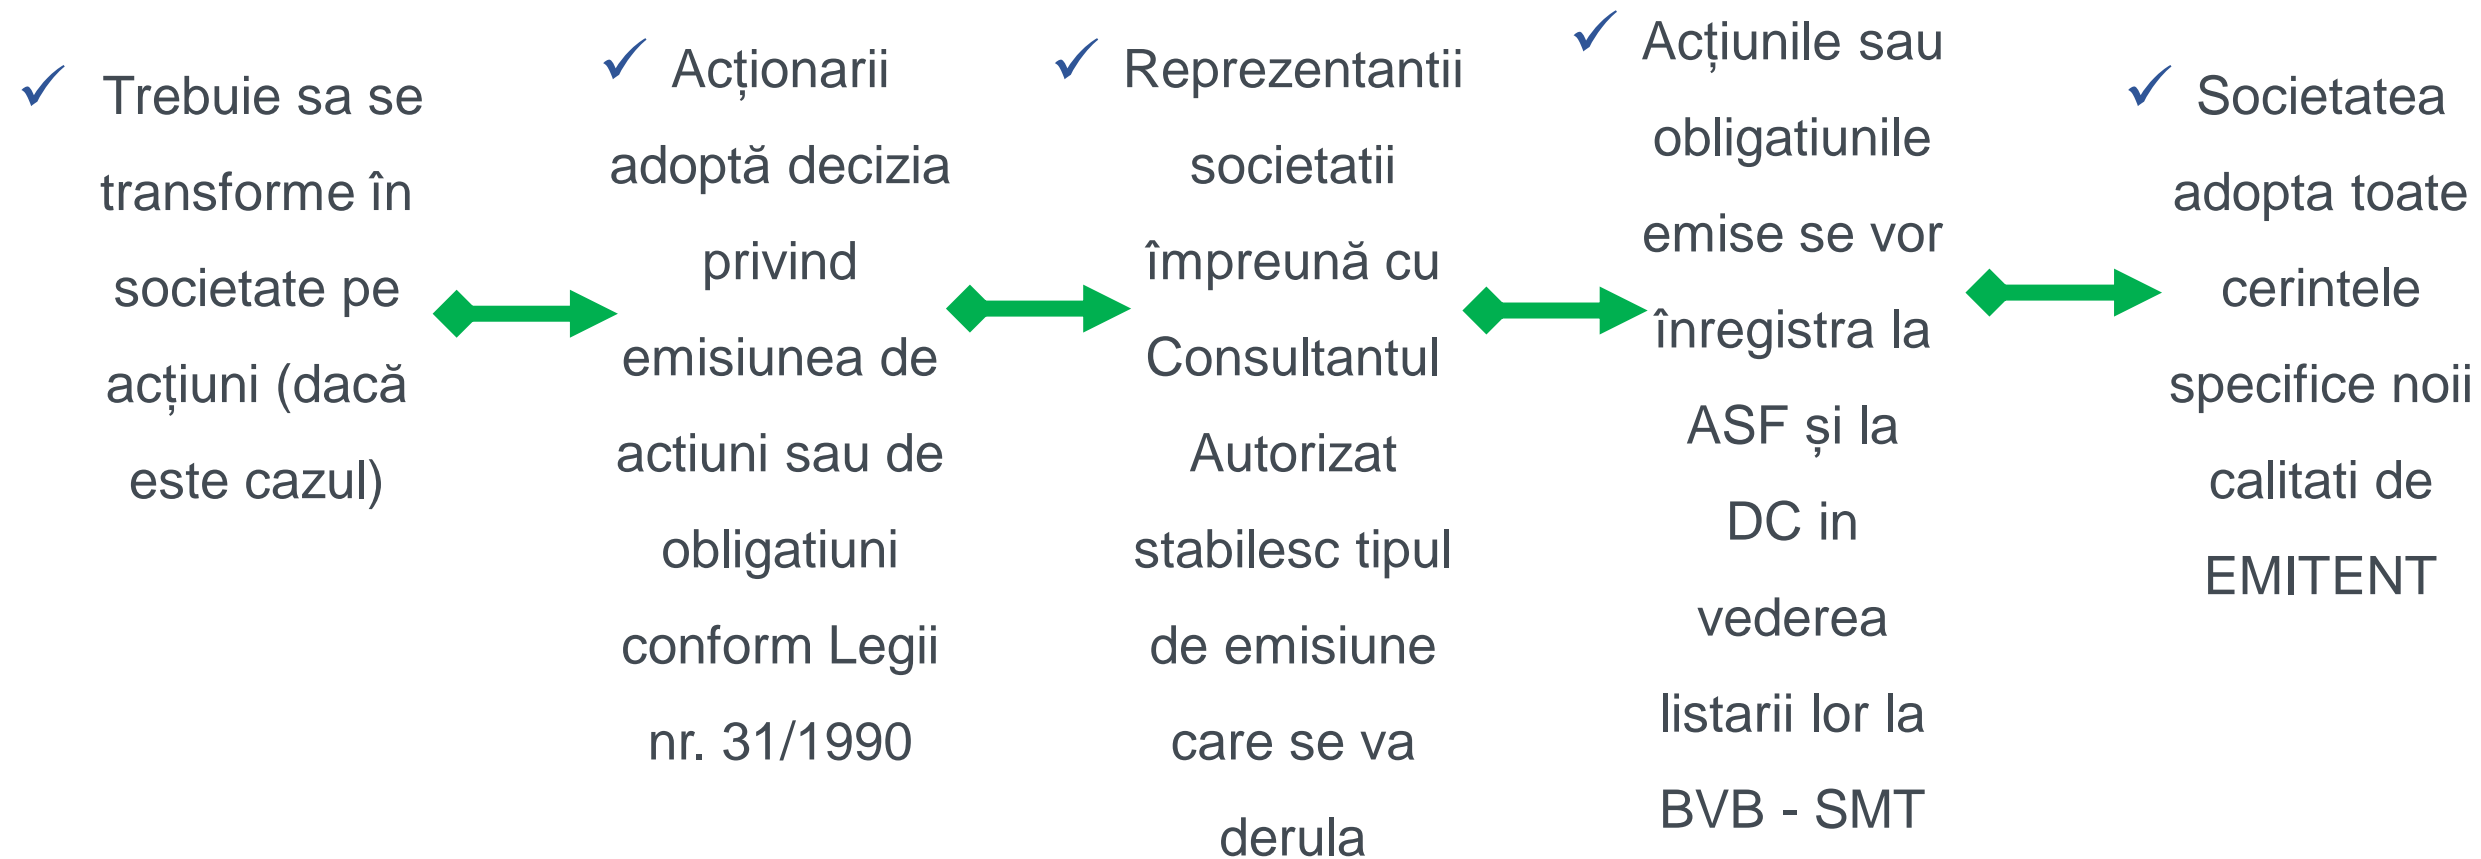 Trebuie sa se
transforme în
societate pe
acțiuni (dacă
este cazul)
Acționarii
adoptă decizia
privind
emisiunea de
actiuni sau de
obligatiuni
conform Legii
nr. 31/1990
Reprezentantii
societatii
împreună cu
Consultantul
Autorizat
stabilesc tipul
de emisiune
care se va
derula
Acțiunile sau
obligatiunile
emise se vor
înregistra la
ASF și la
DC in
vederea
listarii lor la
BVB - SMT
Societatea
adopta toate
cerintele
specifice noii
calitati de
EMITENT